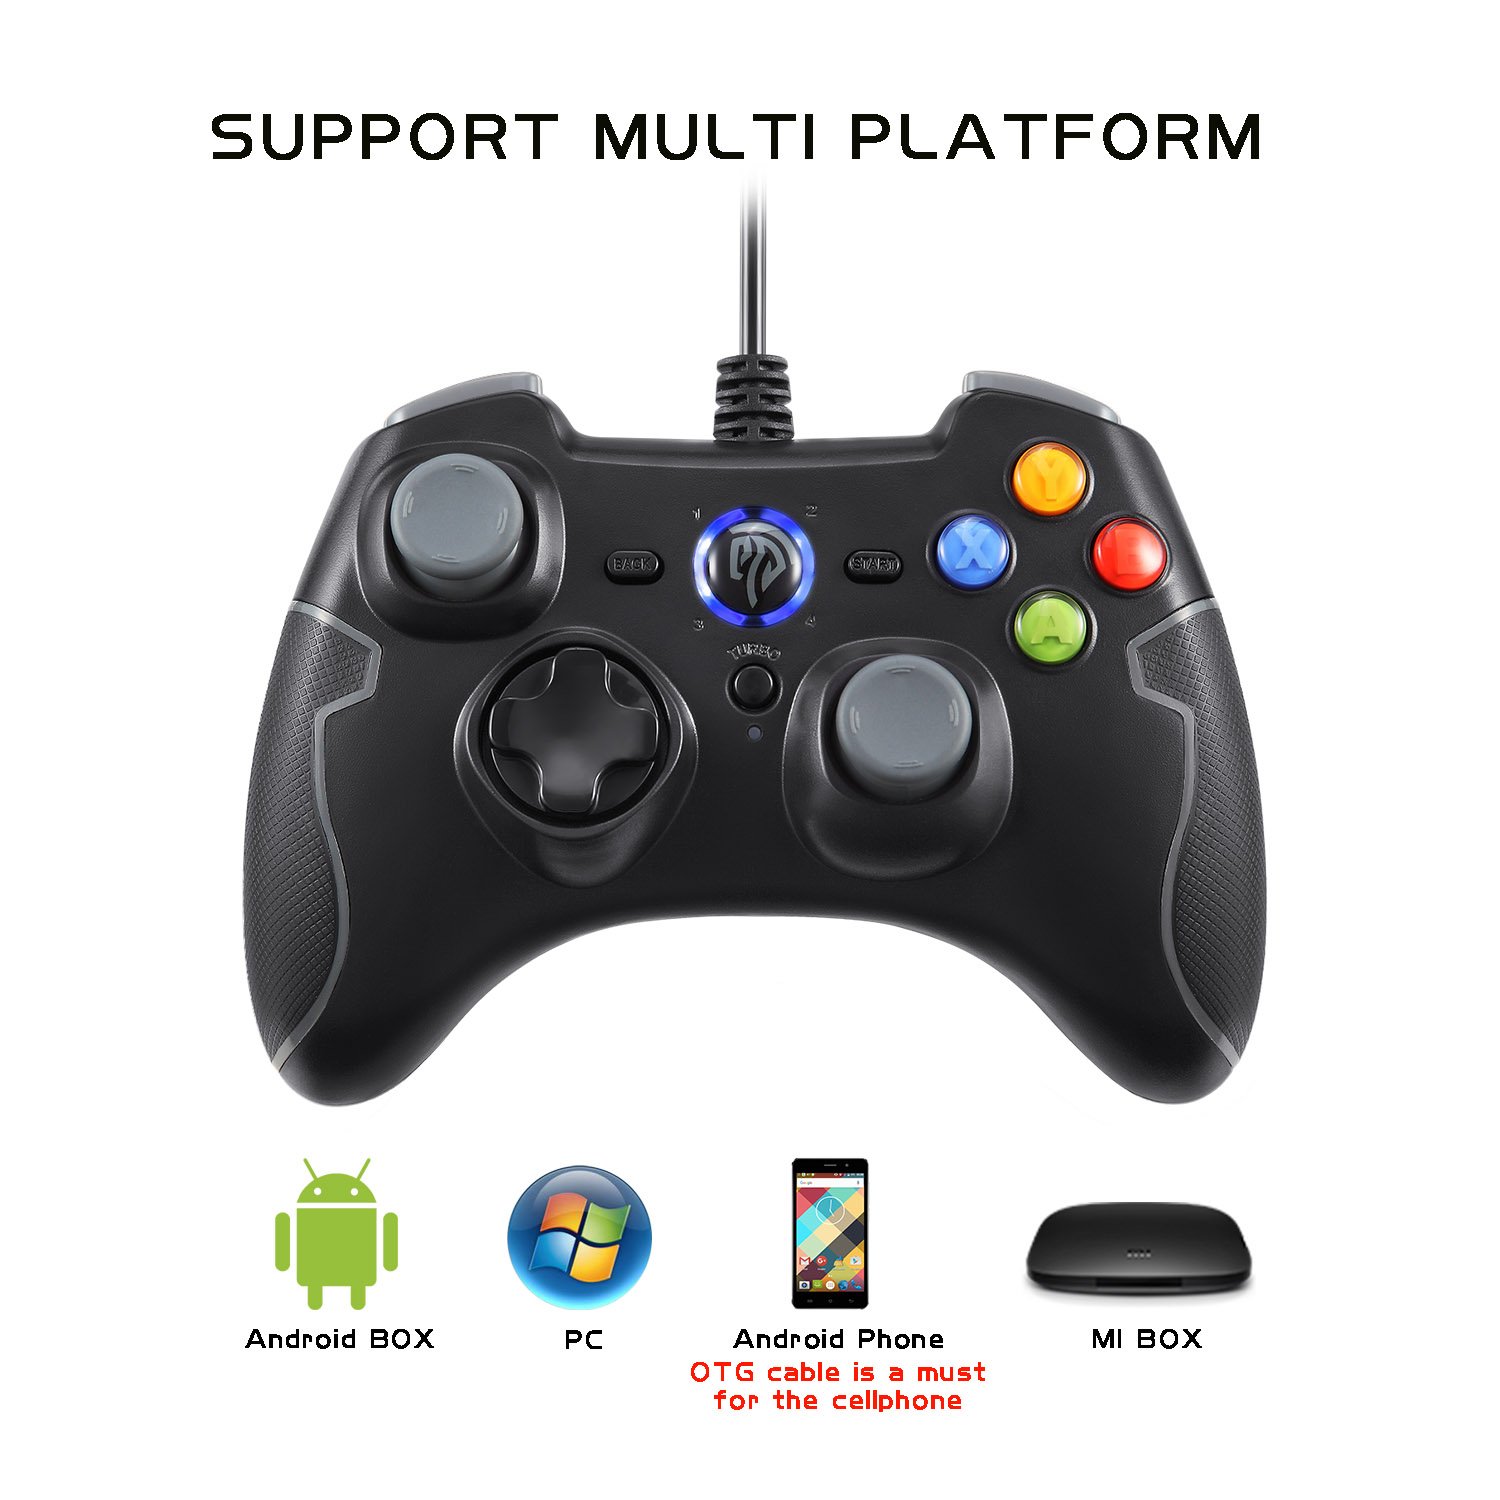 SUPPORT MULTI PLATFORM
1 2
BACK START
Y
X B
A
3 4
TURBO
Android BOX PC Android Phone MI BOX
OTG cable is a must
for the cellphone